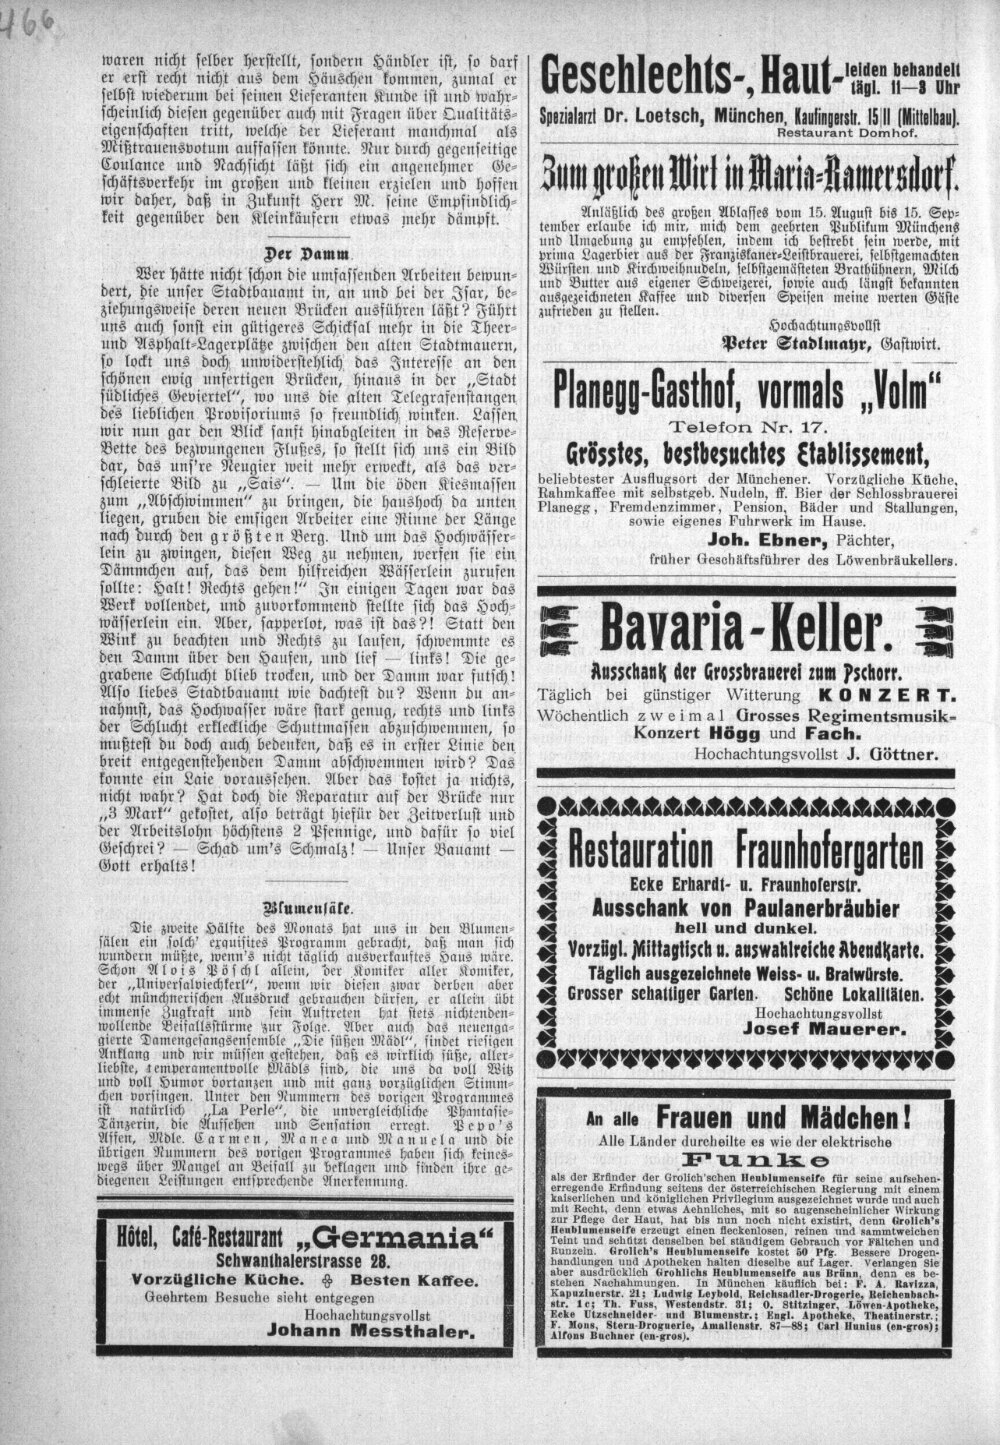 466
waren nicht selber herstellt, sondern Händler ist, so darf
er erst recht nicht aus dem Häuschen kommen, zumal er
selbst wiederum bei seinen Lieferanten Kunde ist und wahr-
scheinlich diesen gegenüber auch mit Fragen über Qualitäts-
eigenschaften tritt, welche der Lieferant manchmal als
Mißtrauensvotum auffassen könnte. Nur durch gegenseitige
Coulance und Nachsicht läßt sich ein angenehmer Ge-
schäftsverkehr im großen und kleinen erzielen und hoffen
wir daher, daß in Zukunft Herr M. seine Empfindlich-
keit gegenüber den Kleinkäufern etwas mehr dämpft.
Der Damm.
Wer hätte nicht schon die umfassenden Arbeiten bewun-
dert, die unser Stadtbauamt in, an und bei der Isar, be-
ziehungsweise deren neuen Brücken ausführen läßt? Führt
uns auch sonst ein gütigeres Schicksal mehr in die Theer-
und Asphalt-Lagerplätze zwischen den alten Stadtmauern,
so lockt uns doch unwiderstehlich das Interesse an den
schönen ewig unfertigen Brücken, hinaus in der „Stadt
südliches Geviertel“, wo uns die alten Telegrafenstangen
des lieblichen Provisoriums so freundlich winken. Lassen
wir nun gar den Blick sanft hinabgleiten in das Reserve-
Bette des bezwungenen Flußes, so stellt sich uns ein Bild
dar, das uns're Neugier weit mehr erweckt, als das ver-
schleierte Bild zu „Sais“. — Um die öden Kiesmassen
zum „Abschwimmen“ zu bringen, die haushoch da unten
liegen, gruben die emsigen Arbeiter eine Rinne der Länge
nach durch den größten Berg. Und um das Hochwässer-
lein zu zwingen, diesen Weg zu nehmen, werfen sie ein
Dämmchen auf, das dem hilfreichen Wässerlein zurufen
sollte: Halt! Rechts gehen!“ In einigen Tagen war das
Werk vollendet, und zuvorkommend stellte sich das Hoch-
wässerlein ein. Aber, sapperlot, was ist das?! Statt den
Wink zu beachten und Rechts zu laufen, schwemmte es
den Damm über den Haufen, und lief — links! Die ge-
grabene Schlucht blieb trocken, und der Damm war futsch!
Also liebes Stadtbauamt wie dachtest du? Wenn du an-
nahmst, das Hochwasser wäre stark genug, rechts und links
der Schlucht erkleckliche Schuttmassen abzuschwemmen, so
mußtest du doch auch bedenken, daß es in erster Linie den
breit entgegenstehenden Damm abschwemmen wird? Das
konnte ein Laie voraussehen. Aber das kostet ja nichts,
nicht wahr? Hat doch die Reparatur auf der Brücke nur
„3 Mark“ gekostet, also beträgt hiefür der Zeitverlust und
der Arbeitslohn höchstens 2 Pfennige, und dafür so viel
Geschrei? — Schad um's Schmalz! — Unser Bauamt —
Gott erhalts!
Blumensäle.
Die zweite Hälfte des Monats hat uns in den Blumen-
sälen ein solch' exquisites Programm gebracht, daß man sich
wundern müßte, wenn's nicht täglich ausverkauftes Haus wäre.
Schon Alois Pöschl allein, der Komiker aller Komiker,
der „Universalviechkerl“, wenn wir diesen zwar derben aber
echt münchnerischen Ausdruck gebrauchen dürfen, er allein übt
immense Zugkraft und sein Auftreten hat stets nichtenden-
wollende Beifallsstürme zur Folge. Aber auch das neuenga-
gierte Damengesangsensemble „Die süßen Mädl“, findet riesigen
Anklang und wir müssen gestehen, daß es wirklich süße, aller-
liebste, temperamentvolle Mädls sind, die uns da voll Witz
und voll Humor vortanzen und mit ganz vorzüglichen Stimm-
chen vorsingen. Unter den Nummern des vorigen Programmes
ist natürlich „La Perle“, die unvergleichliche Phantasie-
Tänzerin, die Aufsehen und Sensation erregt. Pepo's
Affen, Mdle. Carmen, Manea und Manuela und die
übrigen Nummern des vorigen Programmes haben sich keines-
wegs über Mangel an Beifall zu beklagen und finden ihre ge-
diegenen Leistungen entsprechende Anerkennung.
Hôtel, Café-Restaurant „Germania“
Schwanthalerstrasse 28.
Vorzügliche Küche. Besten Kaffee.
Geehrtem Besuche sieht entgegen
Hochachtungsvollst
Johann Messthaler.
Geschlechts-, Haut-leiden behandelt
tägl. 11—3 Uhr
Spezialarzt Dr. Loetsch, München, Kaufingerstr. 15/II (Mittelbau).
Restaurant Domhof.
Zum großen Wirt in Maria-Ramersdorf.
Anläßlich des großen Ablasses vom 15. August bis 15. Sep-
tember erlaube ich mir, mich dem geehrten Publikum Münchens
und Umgebung zu empfehlen, indem ich bestrebt sein werde, mit
prima Lagerbier aus der Franziskaner-Leistbrauerei, selbstgemachten
Würsten und Kirchweihnudeln, selbstgemästeten Brathühnern, Milch
und Butter aus eigener Schweizerei, sowie auch längst bekannten
ausgezeichneten Kaffee und diversen Speisen meine werten Gäste
zufrieden zu stellen.
Hochachtungsvollst
Peter Stadlmayr, Gastwirt.
Planegg-Gasthof, vormals „Volm“
Telefon Nr. 17.
Grösstes, bestbesuchtes Etablissement,
beliebtester Ausflugsort der Münchener. Vorzügliche Küche,
Rahmkaffee mit selbstgeb. Nudeln, ff. Bier der Schlossbrauerei
Planegg, Fremdenzimmer, Pension, Bäder und Stallungen,
sowie eigenes Fuhrwerk im Hause.
Joh. Ebner, Pächter,
früher Geschäftsführer des Löwenbräukellers.
Bavaria-Keller.
Ausschank der Grossbrauerei zum Pschorr.
Täglich bei günstiger Witterung KONZERT.
Wöchentlich zweimal Grosses Regimentsmusik-
Konzert Högg und Fach.
Hochachtungsvollst J. Göttner.
Restauration Fraunhofergarten
Ecke Erhardt- u. Fraunhoferstr.
Ausschank von Paulanerbräubier
hell und dunkel.
Vorzügl. Mittagtisch u. auswahlreiche Abendkarte.
Täglich ausgezeichnete Weiss- u. Bratwürste.
Grosser schattiger Garten. Schöne Lokalitäten.
Hochachtungsvollst
Josef Mauerer.
An alle Frauen und Mädchen!
Alle Länder durcheilte es wie der elektrische
Funke
als der Erfinder der Grolich'schen Heublumenseife für seine aufsehen-
erregende Erfindung seitens der österreichischen Regierung mit einem
kaiserlichen und königlichen Privilegium ausgezeichnet wurde und auch
mit Recht, denn etwas Aehnliches, mit so augenscheinlicher Wirkung
zur Pflege der Haut, hat bis nun noch nicht existirt, denn Grolich's
Heublumenseife erzeugt einen fleckenlosen, reinen und sammtweichen
Teint und schützt denselben bei ständigem Gebrauch vor Fältchen und
Runzeln. Grolich's Heublumenseife kostet 50 Pfg. Bessere Drogen-
handlungen und Apotheken halten dieselbe auf Lager. Verlangen Sie
aber ausdrücklich Grohlichs Heublumenseife aus Brünn, denn es be-
stehen Nachahmungen. In München käuflich bei: F. A. Ravizza,
Kapuzinerstr. 21; Ludwig Leybold, Reichsadler-Drogerie, Reichenbach-
str. 1c; Th. Fuss, Westendstr. 31; O. Stitzinger, Löwen-Apotheke,
Ecke Utzschneider- und Blumenstr.; Engl. Apotheke, Theatinerstr.;
F. Mons, Stern-Droguerie, Amalienstr. 87—88; Carl Hunius (en-gros);
Alfons Buchner (en-gros).